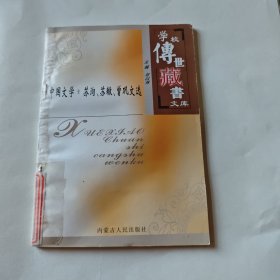 学校
傳世
藏
書
文库
中国文学：苏洵、苏辙、曾巩文选
XUEXIAO
Chuan
shi
cangshu
wenku
内蒙古人民出版社